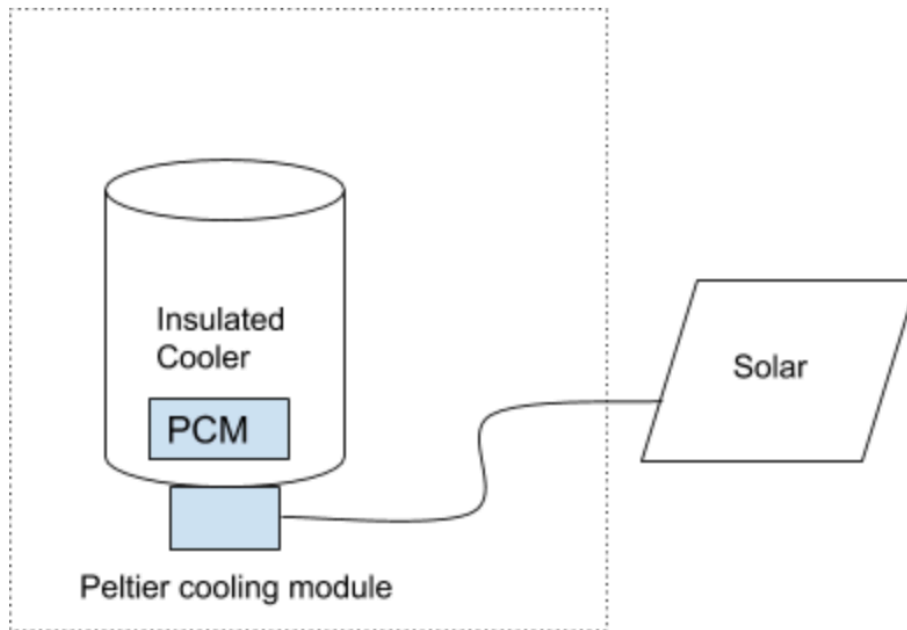 Insulated
Cooler
PCM
Solar
Peltier cooling module